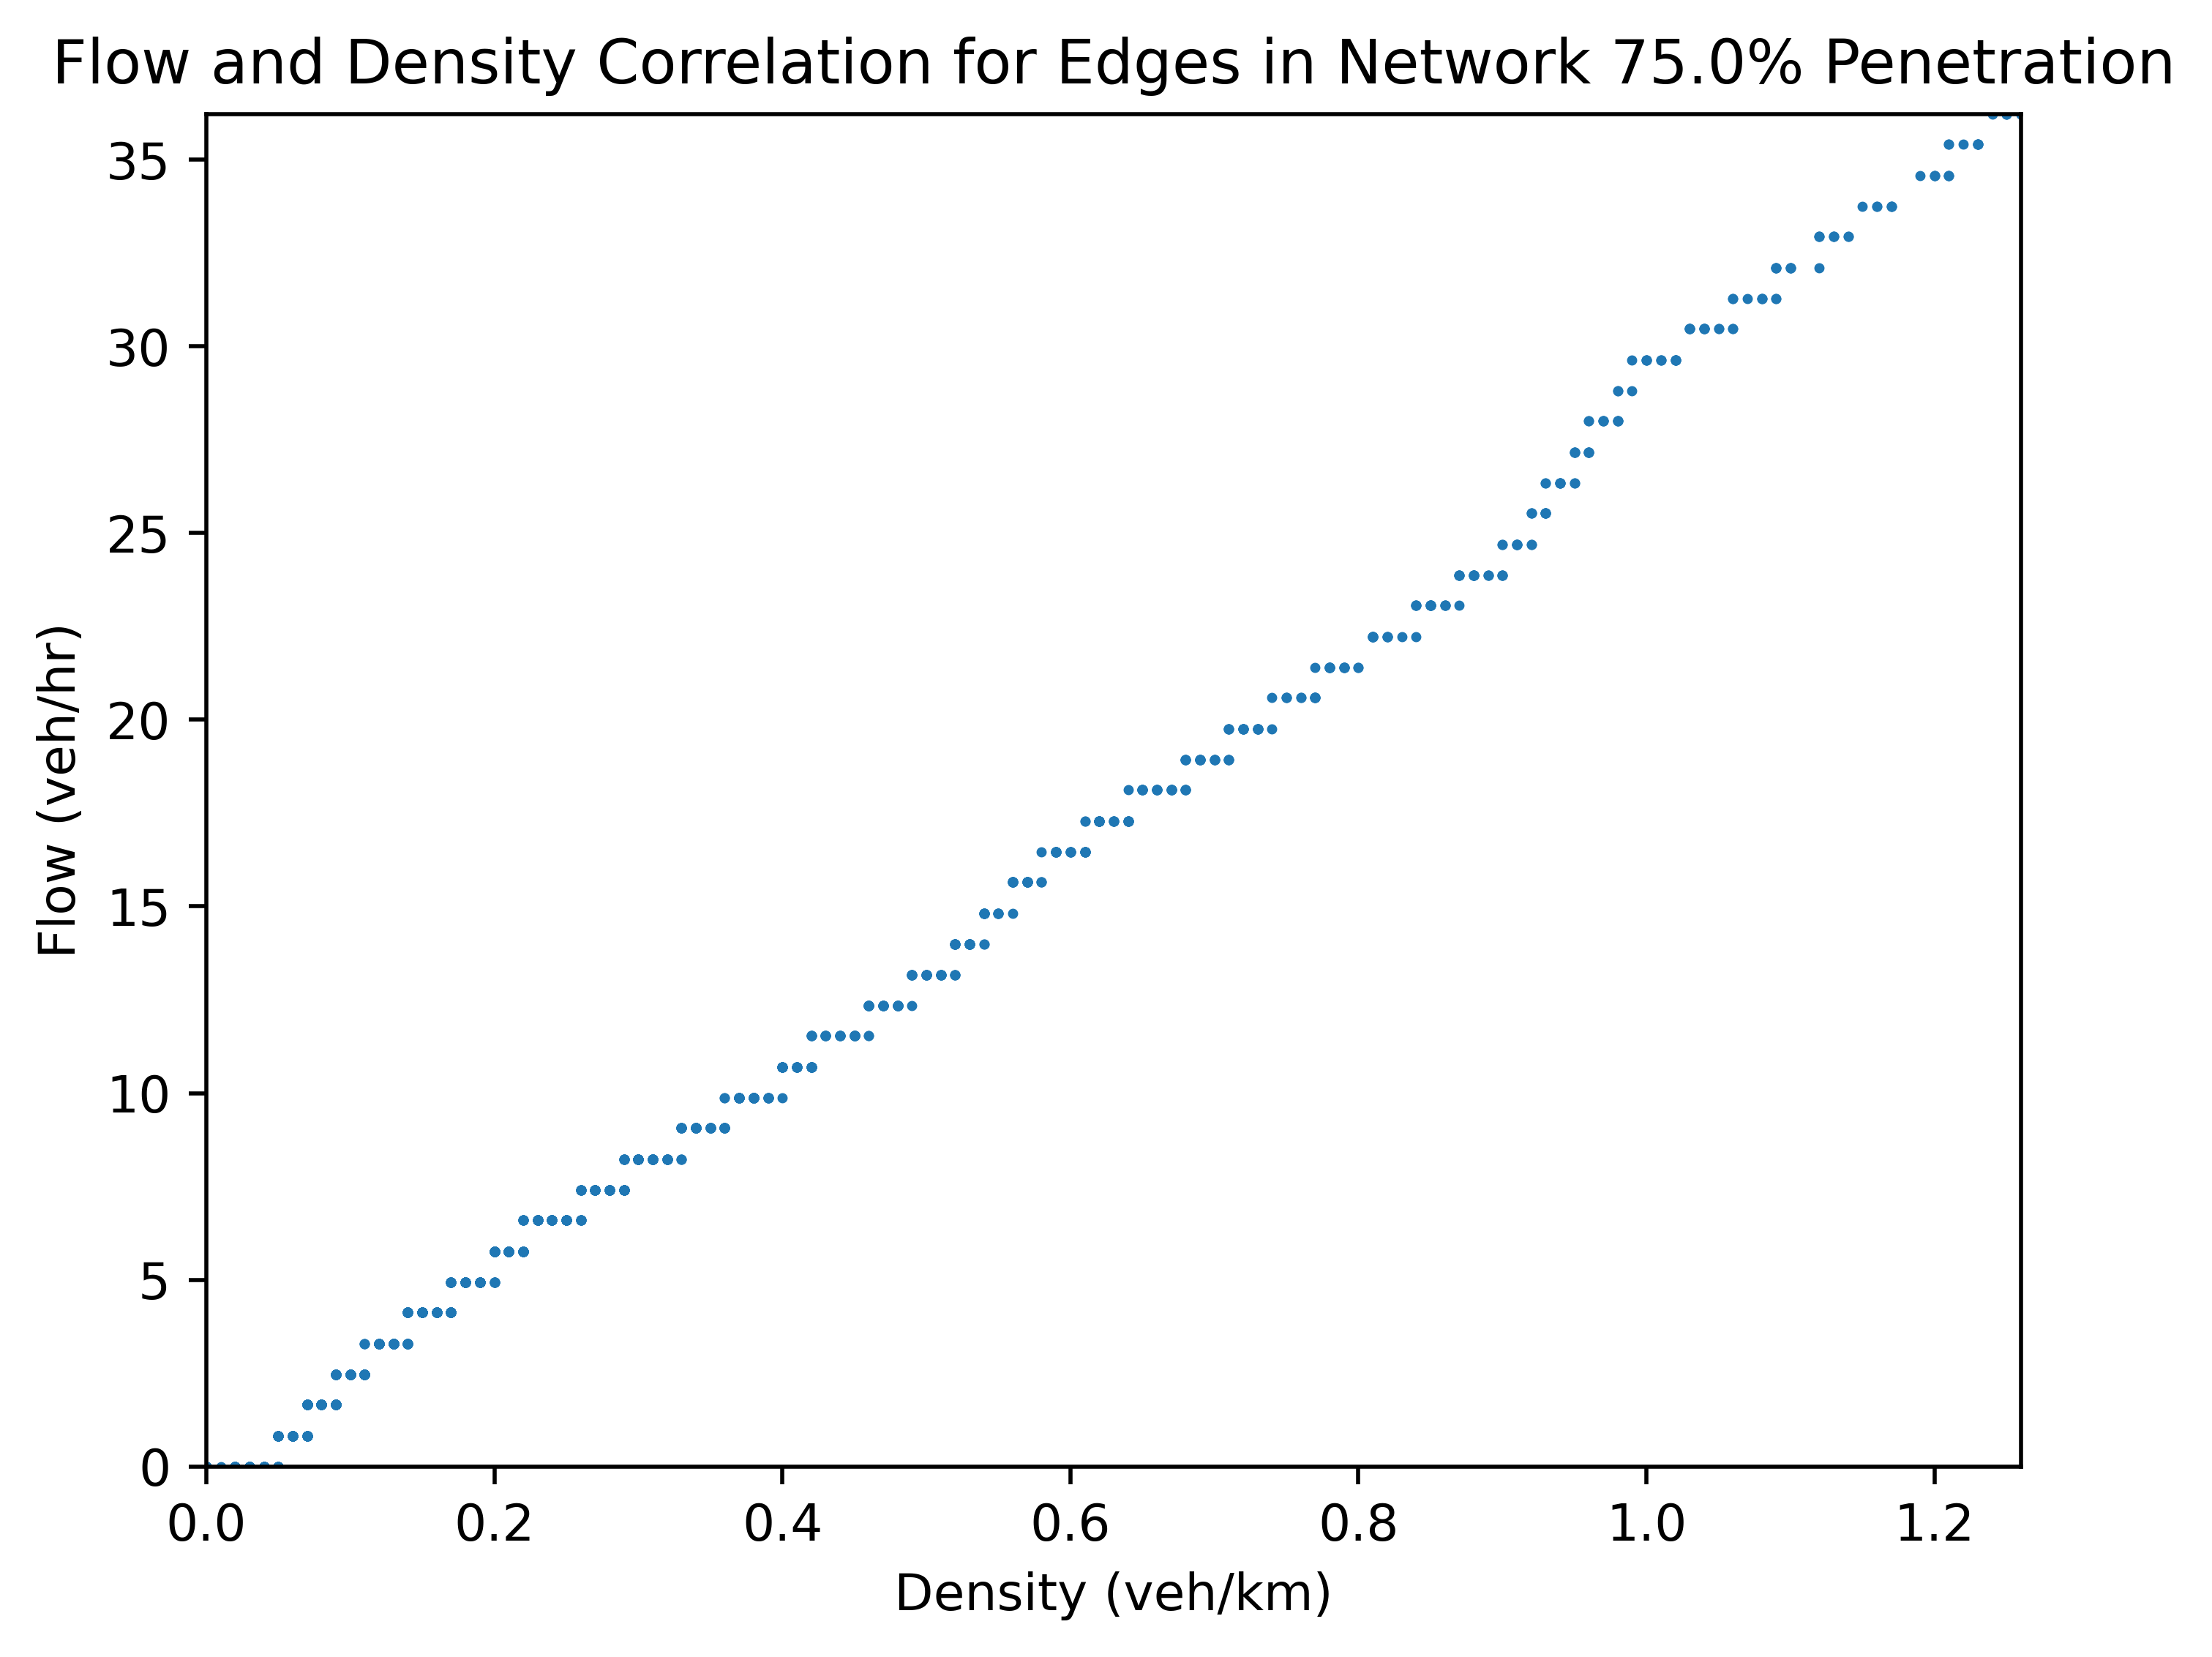 Flow and Density Correlation for Edges in Network 75.0% Penetration
35
30
25
20
15
10
5
0
Flow (veh/hr)
0.0 0.2 0.4 0.6 0.8 1.0 1.2
Density (veh/km)